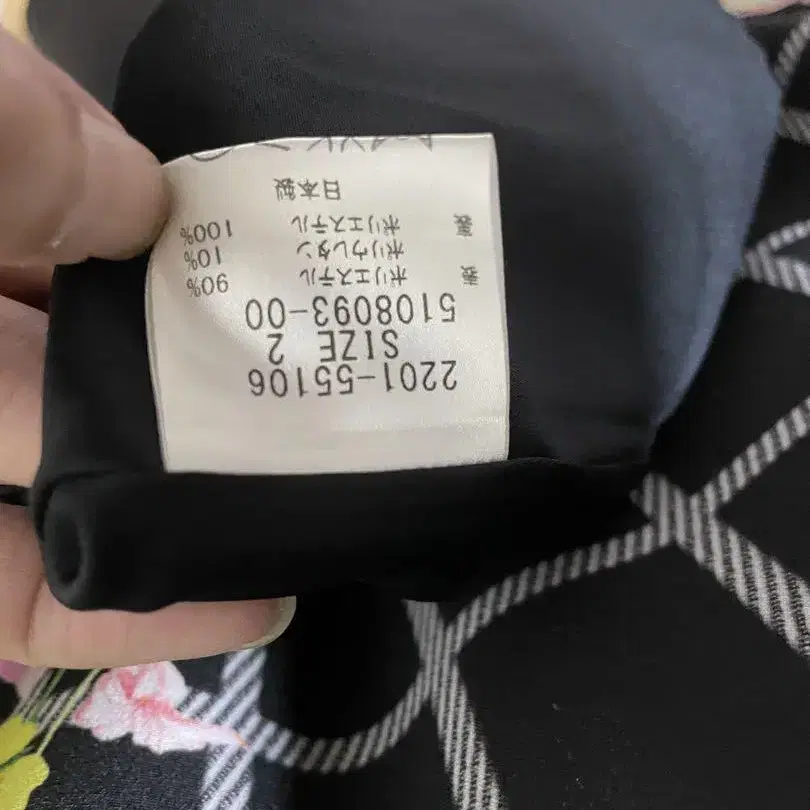 2201-55106
SIZE 2
5108093-00
表 ポリエステル 90%
ポリウレタン 10%
裏 ポリエステル 100%
日本製